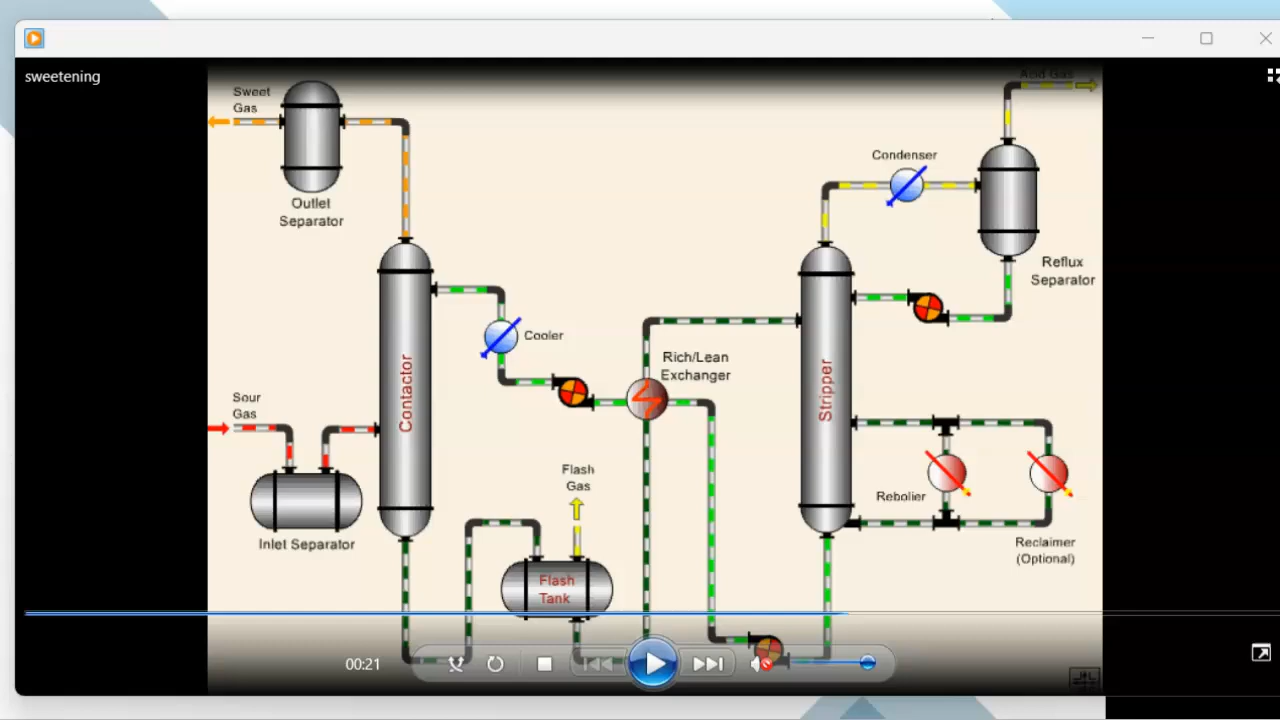 sweetening
Acid Gas
Sweet
Gas
Condenser
Outlet
Separator
Reflux
Separator
Cooler
Rich/Lean
Exchanger
Contactor
Stripper
Sour
Gas
Flash
Gas
Rebolier
Inlet Separator
Reclaimer
(Optional)
Flash
Tank
00:21